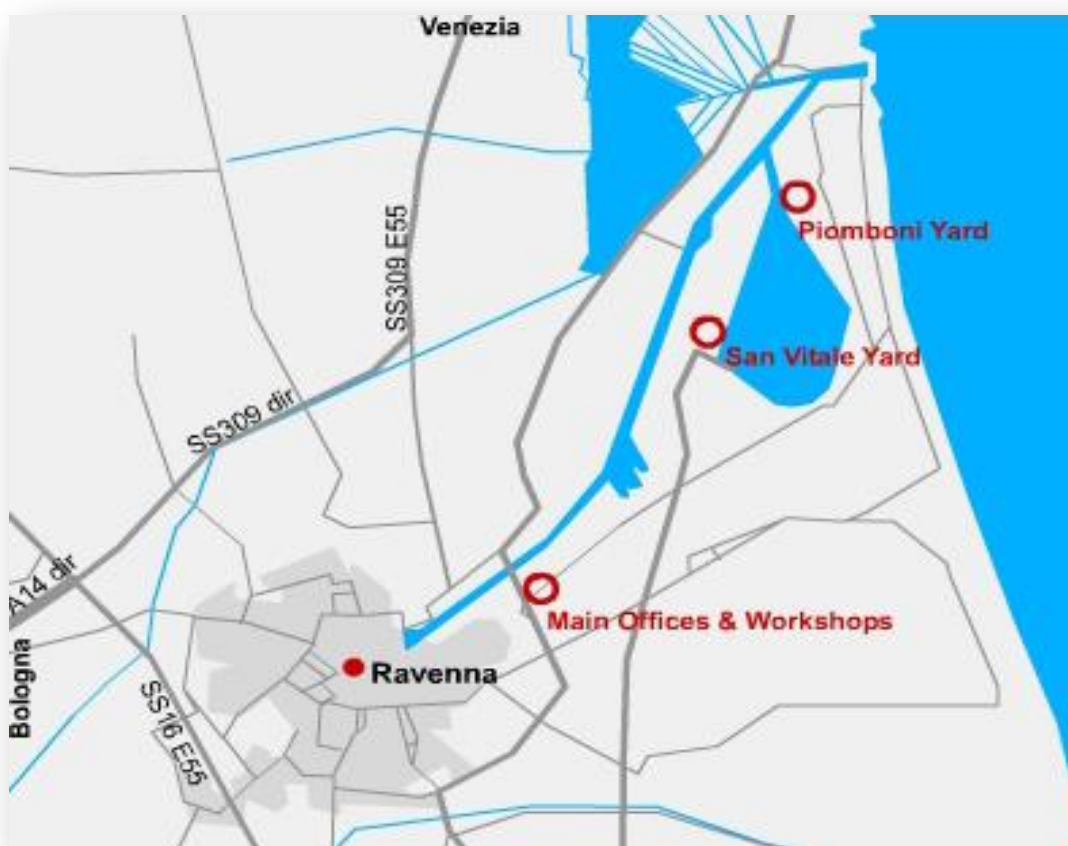 Venezia
SS309 E55
Piomboni Yard
San Vitale Yard
SS309 dir
A14 dir
Main Offices & Workshops
Ravenna
Bologna
SS16 E55